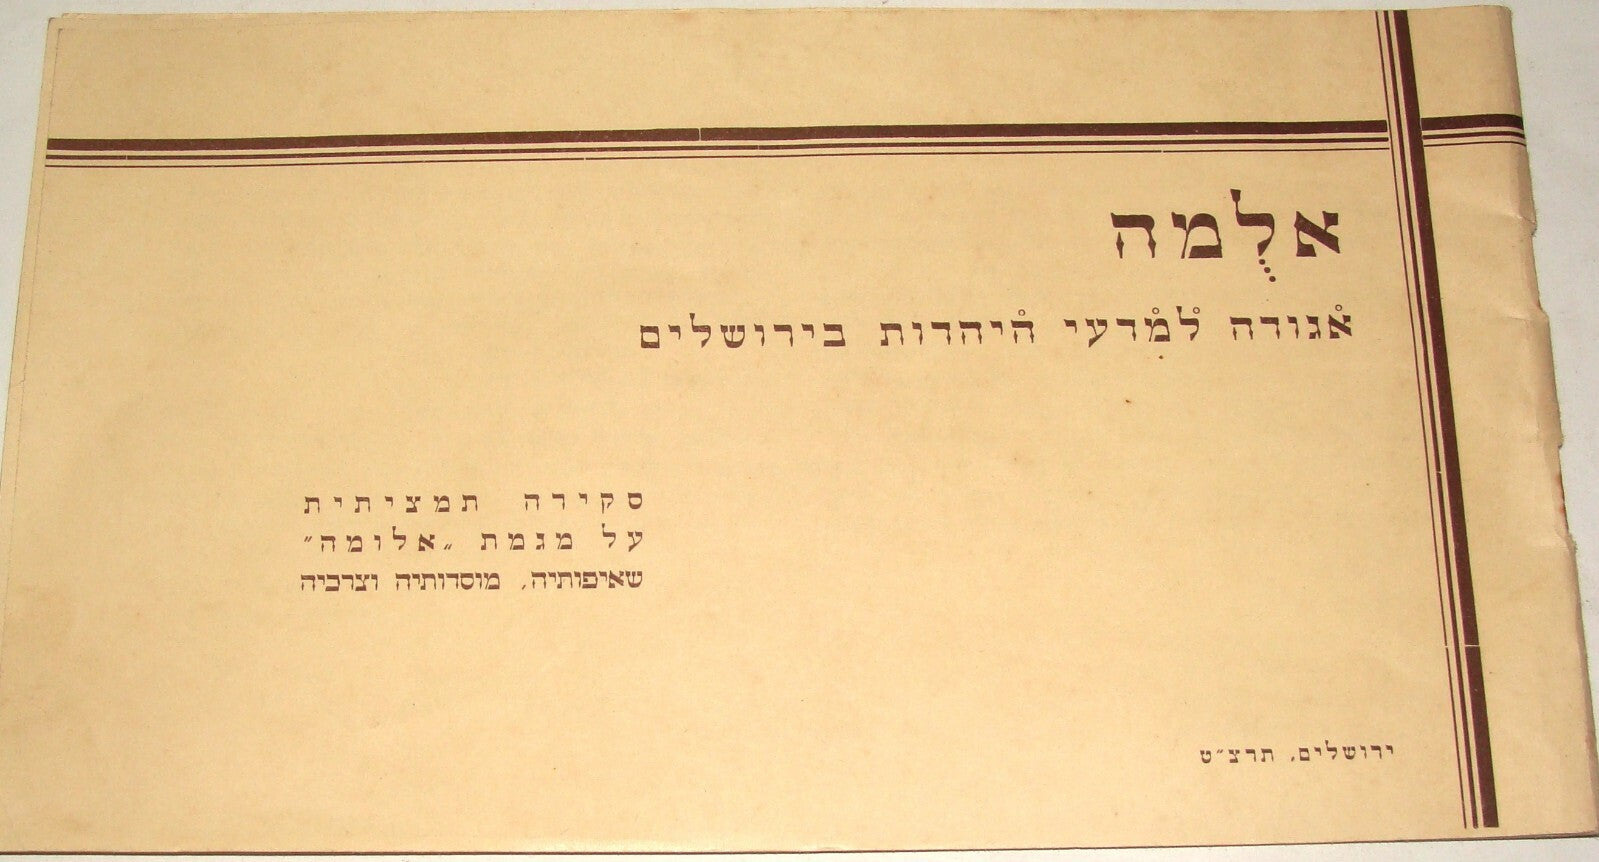 אלֻמה
אגודה למדעי היהדות בירושלים
סקירה תמציתית
על מגמת „אלומה״
שאיפותיה, מוסדותיה וצרכיה
ירושלים, תרצ״ט